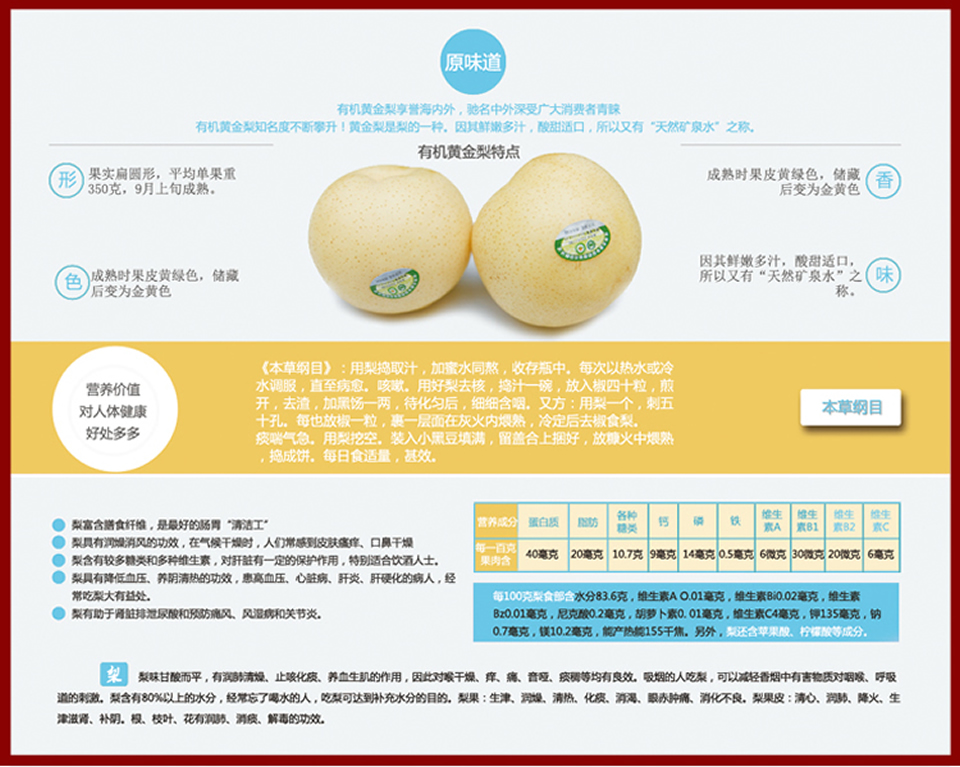 原味道
有机黄金梨享誉海内外，驰名中外深受广大消费者青睐
有机黄金梨知名度不断攀升！黄金梨是梨的一种。因其鲜嫩多汁，酸甜适口，所以又有“天然矿泉水”之称。
有机黄金梨特点
形
果实扁圆形，平均单果重
350克，9月上旬成熟。
色
成熟时果皮黄绿色，储藏
后变为金黄色
成熟时果皮黄绿色，储藏
后变为金黄色
香
因其鲜嫩多汁，酸甜适口，
所以又有“天然矿泉水”之
称。
味
营养价值
对人体健康
好处多多
《本草纲目》：用梨捣取汁，加蜜水同熬，收存瓶中。每次以热水或冷
水调服，直至病愈。咳嗽。用好梨去核，捣汁一碗，放入椒四十粒，煎
开，去渣，加黑饧一两，待化匀后，细细含咽。又方：用梨一个，刺五
十孔。每也放椒一粒，裹一层面在灰火内煨熟，冷定后去椒食梨。
痰喘气急。用梨挖空。装入小黑豆填满，留盖合上捆好，放糠火中煨熟
，捣成饼。每日食适量，甚效。
本草纲目
梨富含膳食纤维，是最好的肠胃“清洁工”
梨具有润燥消风的功效，在气候干燥时，人们常感到皮肤瘙痒、口鼻干燥
梨含有较多糖类和多种维生素，对肝脏有一定的保护作用，特别适合饮酒人士。
梨具有降低血压、养阴清热的功效，患高血压、心脏病、肝炎、肝硬化的病人，经
常吃梨大有益处。
梨有助于肾脏排泄尿酸和预防痛风、风湿病和关节炎。
营养成分 蛋白质 脂肪 各种糖类 钙 磷 铁 维生素A 维生素B1 维生素B2 维生素C
每一百克果肉含 40毫克 20毫克 10.7克 9毫克 14毫克 0.5毫克 6微克 30微克 20微克 6毫克
每100克梨食部含水分83.6克，维生素A O.01毫克，维生素Bi0.02毫克，维生素
Bz0.01毫克，尼克酸0.2毫克，胡萝卜素0. 01毫克，维生素C4毫克，钾135毫克，钠
0.7毫克，镁10.2毫克，能产热能155千焦。另外，梨还含苹果酸、柠檬酸等成分。
梨 梨味甘酸而平，有润肺清燥、止咳化痰、养血生肌的作用，因此对喉干燥、痒、痛、音哑、痰稠等均有良效。吸烟的人吃梨，可以减轻香烟中有害物质对咽喉、呼吸
道的刺激。梨含有80%以上的水分，经常忘了喝水的人，吃梨可达到补充水分的目的。梨果：生津、润燥、清热、化痰、消渴、眼赤肿痛、消化不良。梨果皮：清心、润肺、降火、生
津滋肾、补阴。根、枝叶、花有润肺、消痰、解毒的功效。